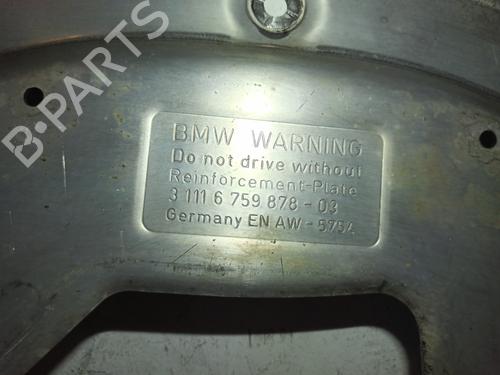 BMW WARNING
Do not drive without
Reinforcement-Plate
3 111 6 759 878 - 03
Germany EN AW - 5754
B-PARTS